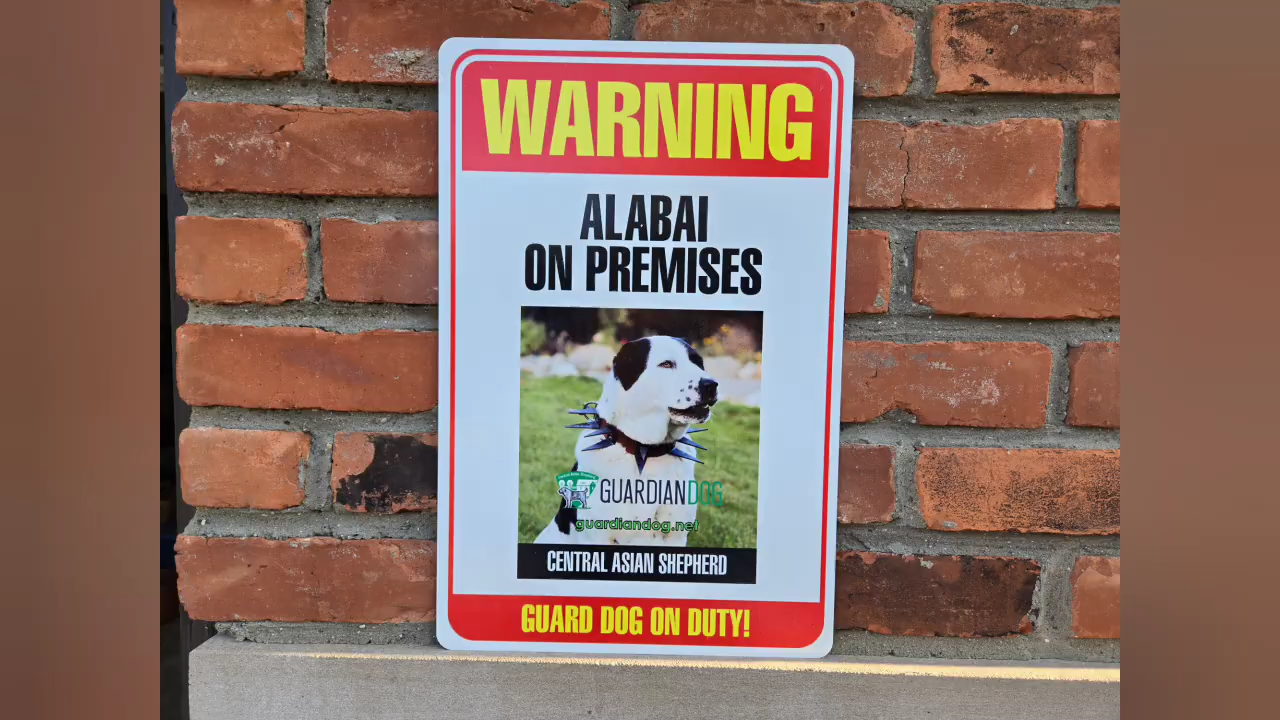 WARNING
ALABAI
ON PREMISES
GUARDIANDOG
guardiandog.net
CENTRAL ASIAN SHEPHERD
GUARD DOG ON DUTY!